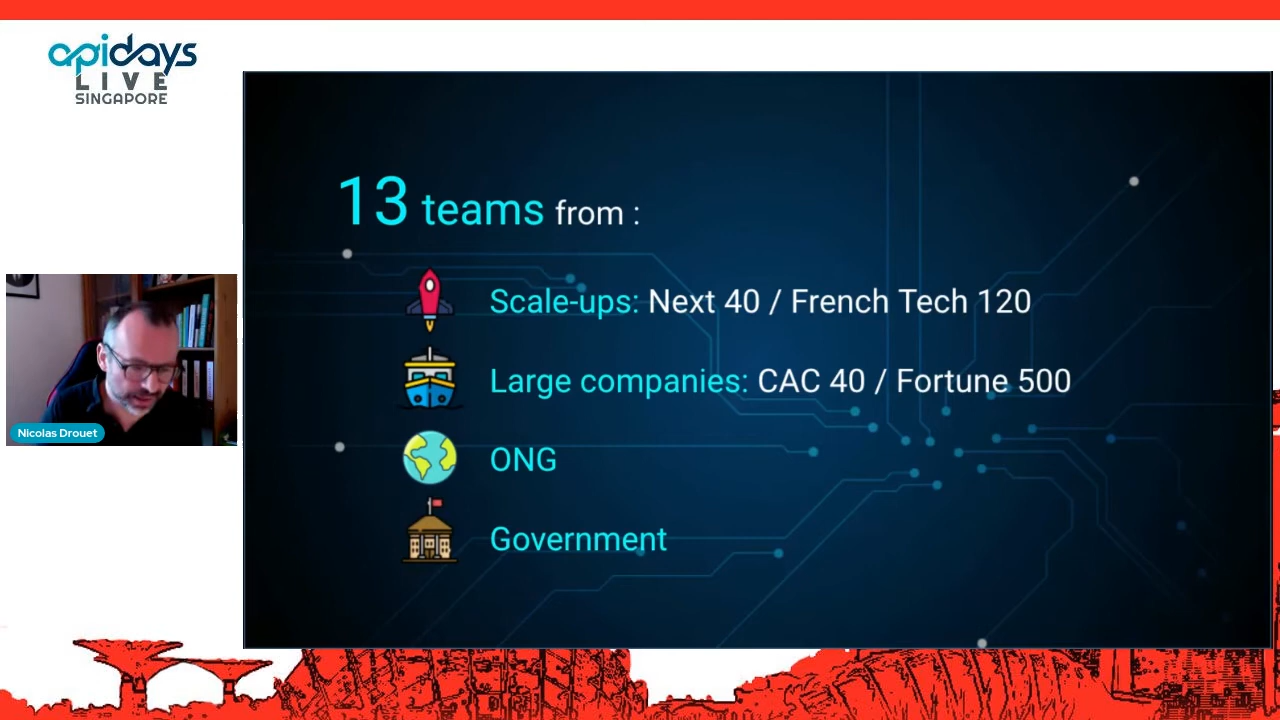 apidays
LIVE
SINGAPORE
13 teams from :
Scale-ups: Next 40 / French Tech 120
Large companies: CAC 40 / Fortune 500
ONG
Government
Nicolas Drouet